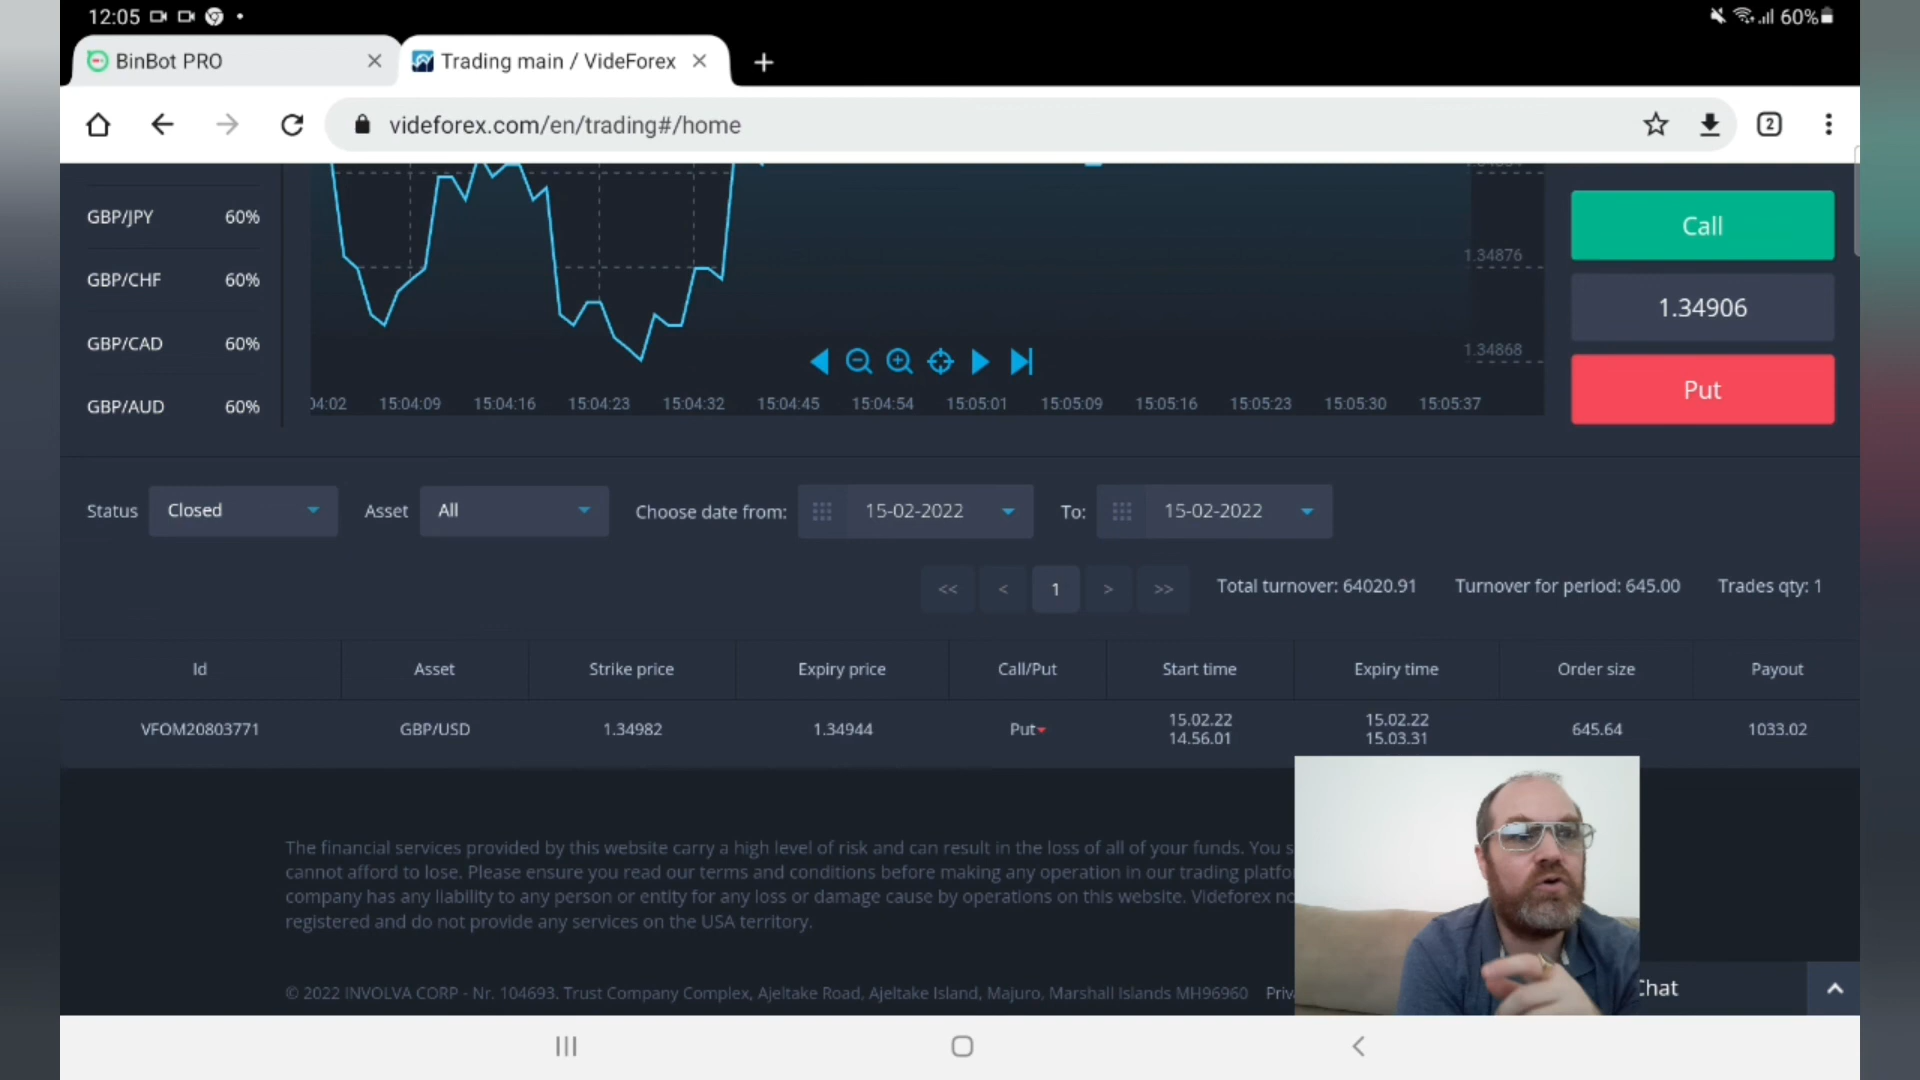 12:05
60%
BinBot PRO
Trading main / VideForex
videforex.com/en/trading#/home
2
GBP/JPY 60%
GBP/CHF 60%
GBP/CAD 60%
GBP/AUD 60%
1.34876
1.34868
04:02 15:04:09 15:04:16 15:04:23 15:04:32 15:04:45 15:04:54 15:05:01 15:05:09 15:05:16 15:05:23 15:05:30 15:05:37
Call
1.34906
Put
Status Closed Asset All Choose date from: 15-02-2022 To: 15-02-2022
<< < 1 > >> Total turnover: 64020.91 Turnover for period: 645.00 Trades qty: 1
Id Asset Strike price Expiry price Call/Put Start time Expiry time Order size Payout
VFOM20803771 GBP/USD 1.34982 1.34944 Put 15.02.22 14.56.01 15.02.22 15.03.31 645.64 1033.02
The financial services provided by this website carry a high level of risk and can result in the loss of all of your funds. You s
cannot afford to lose. Please ensure you read our terms and conditions before making any operation in our trading platfo
company has any liability to any person or entity for any loss or damage cause by operations on this website. Videforex no
registered and do not provide any services on the USA territory.
© 2022 INVOLVA CORP - Nr. 104693. Trust Company Complex, Ajeltake Road, Ajeltake Island, Majuro, Marshall Islands MH96960 Priv
Chat